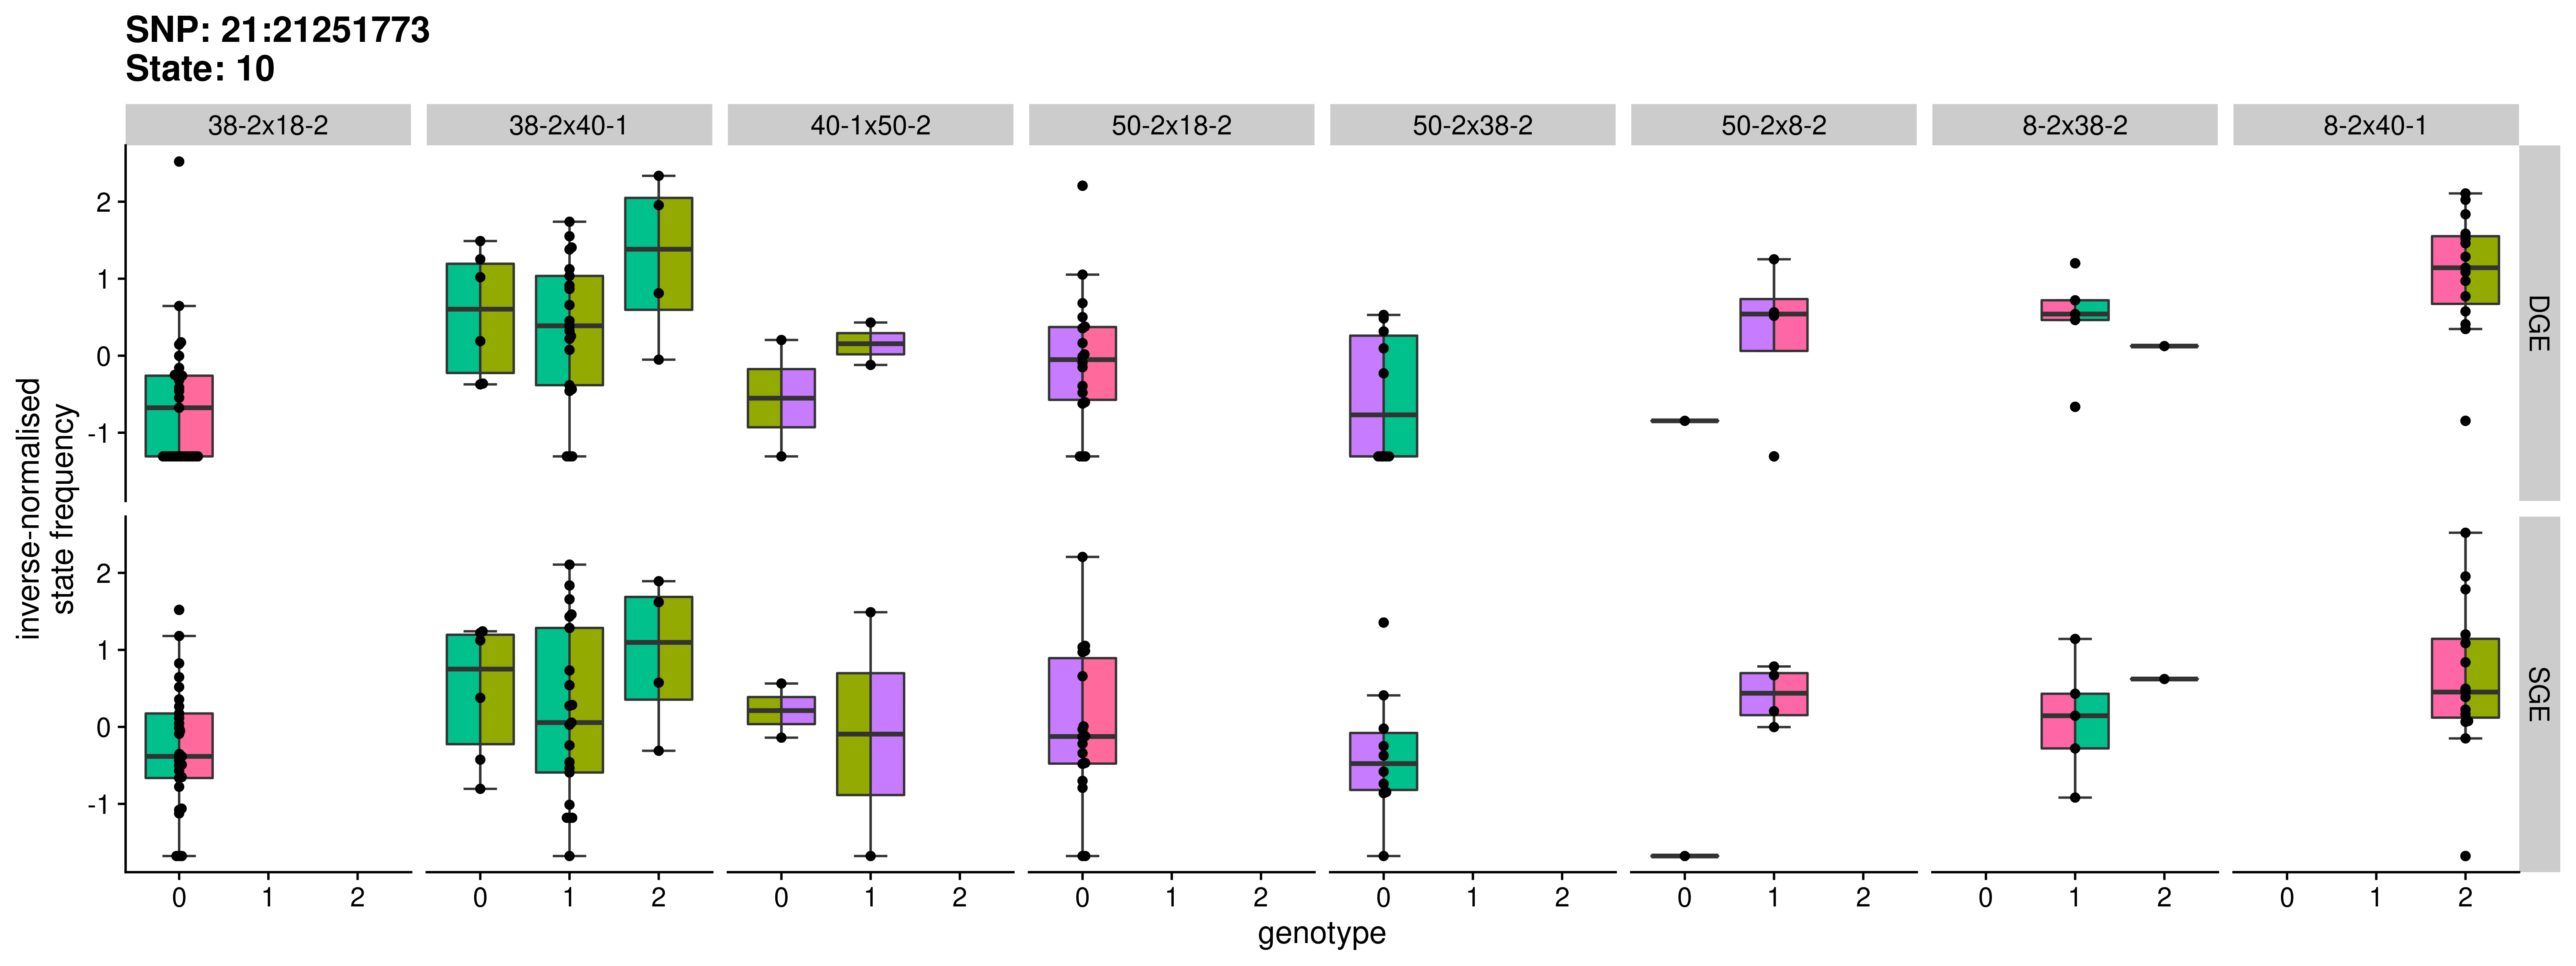 SNP: 21:21251773
State: 10
38-2x18-2 38-2x40-1 40-1x50-2 50-2x18-2 50-2x38-2 50-2x8-2 8-2x38-2 8-2x40-1
inverse-normalised
state frequency
2
1
0
-1
DGE
2
1
0
-1
SGE
0 1 2 0 1 2 0 1 2 0 1 2 0 1 2 0 1 2 0 1 2 0 1 2
genotype